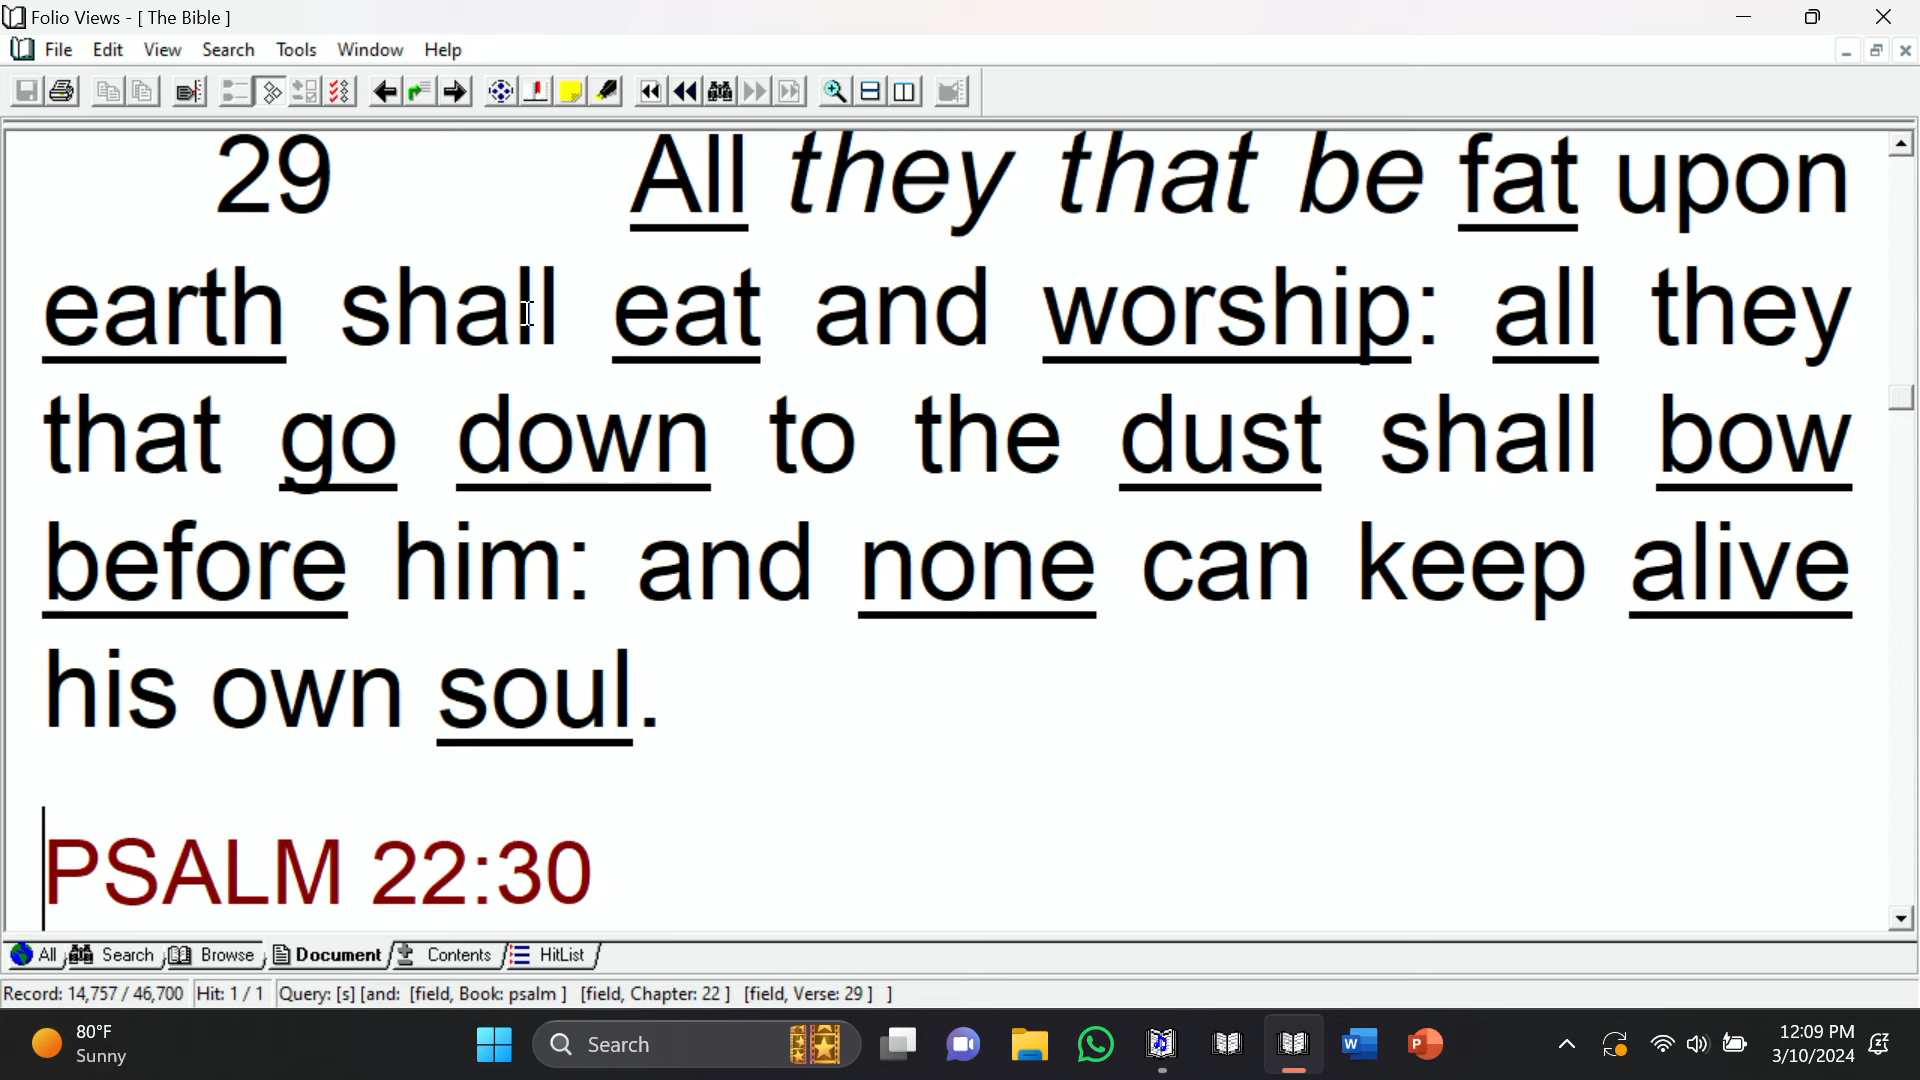 Folio Views - [ The Bible ]
File Edit View Search Tools Window Help
29 All they that be fat upon
earth shall eat and worship: all they
that go down to the dust shall bow
before him: and none can keep alive
his own soul.
PSALM 22:30
All Search Browse Document Contents HitList
Record: 14,757 / 46,700 Hit: 1 / 1 Query: [s] [and: [field, Book: psalm ] [field, Chapter: 22 ] [field, Verse: 29 ] ]
80°F
Sunny
Search
12:09 PM
3/10/2024